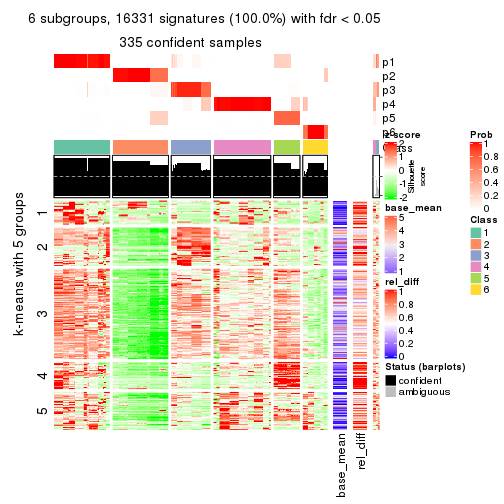 6 subgroups, 16331 signatures (100.0%) with fdr < 0.05
335 confident samples
p1
p2
p3
p4
p5
p6
Class
Silhouette
score
k-means with 5 groups
1
2
3
4
5
base_mean
rel_diff
z-score
2
1
0
-1
-2
base_mean
5
4
3
2
1
rel_diff
1
0.8
0.6
0.4
0.2
0
Status (barplots)
confident
ambiguous
Prob
1
0.8
0.6
0.4
0.2
0
Class
1
2
3
4
5
6